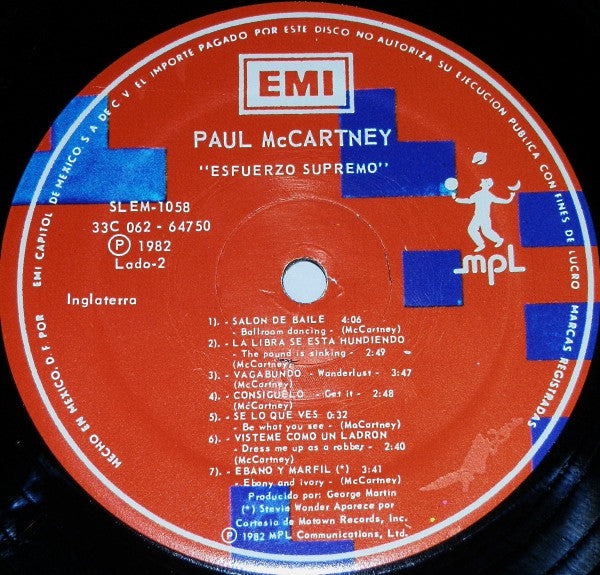 HECHO EN MEXICO, D F POR EMI CAPITOL DE MEXICO, S A DE C V. EL IMPORTE PAGADO POR ESTE DISCO NO AUTORIZA SU EJECUCION PUBLICA CON FINES DE LUCRO MARCAS REGISTRADAS
EMI
PAUL McCARTNEY
"ESFUERZO SUPREMO"
SLEM-1058
33C 062 - 64750
Ⓟ 1982
Lado-2
mpL
Inglaterra
1). - SALON DE BAILE 4:06
- Ballroom dancing - (McCartney)
2). - LA LIBRA SE ESTA HUNDIENDO
- The pound is sinking - 2:49
(McCartney)
3). - VAGABUNDO - Wanderlust - 3:47
(McCartney)
4). - CONSIGUELO - Get it - 2:48
(McCartney)
5). - SE LO QUE VES 0:32
- Be what you see - (McCartney)
6). - VISTEME COMO UN LADRON
- Dress me up as a robber - 2:40
(McCartney)
7). - EBANO Y MARFIL (*) 3:41
- Ebony and ivory - (McCartney)
Producido por: George Martin
(*) Stevie Wonder Aparece por
Cortesia de Motown Records, Inc.
Ⓟ 1982 MPL Communications, Ltd.